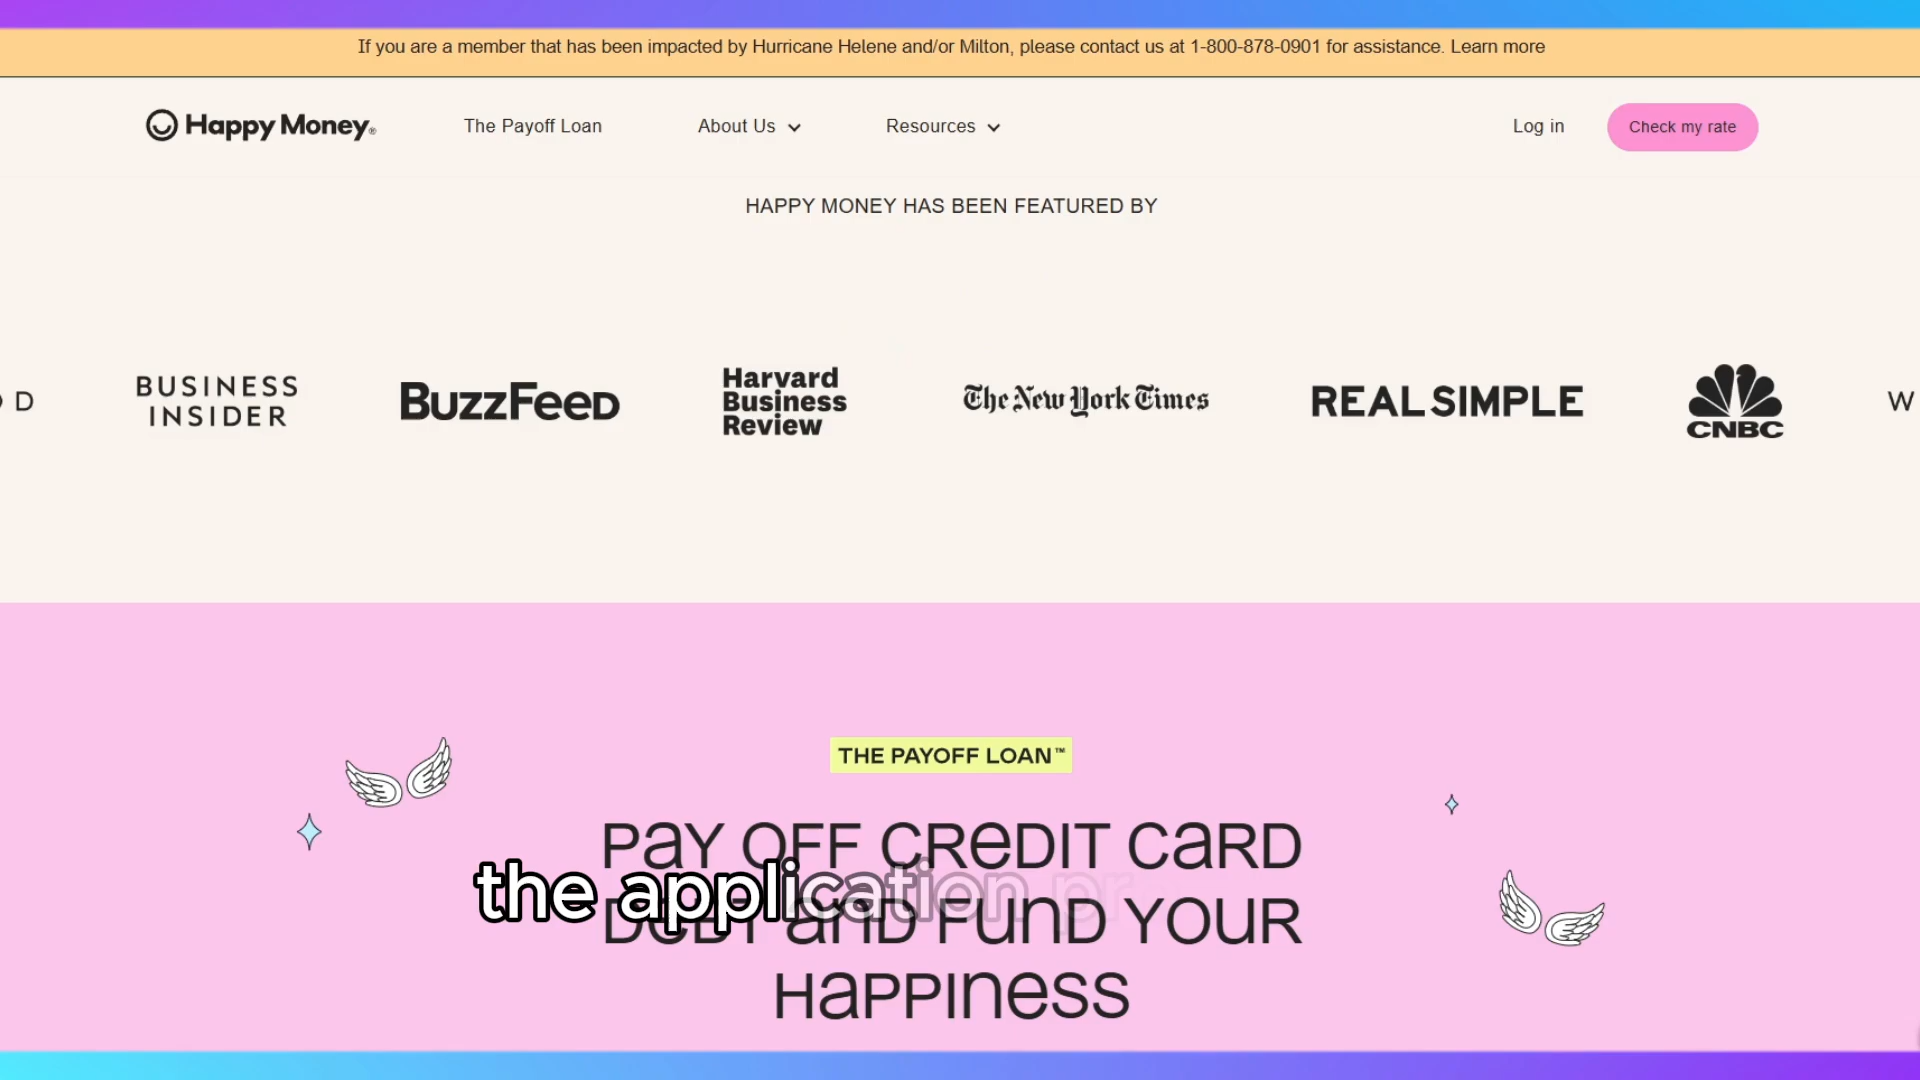 If you are a member that has been impacted by Hurricane Helene and/or Milton, please contact us at 1-800-878-0901 for assistance. Learn more
Happy Money®
The Payoff Loan
About Us
Resources
Log in
Check my rate
HAPPY MONEY HAS BEEN FEATURED BY
D
BUSINESS
INSIDER
BuzzFeed
Harvard
Business
Review
The New York Times
REAL SIMPLE
CNBC
W
THE PAYOFF LOAN™
PAY OFF CREDIT CARD
DEBT AND FUND YOUR
HAPPINESS
the application pr